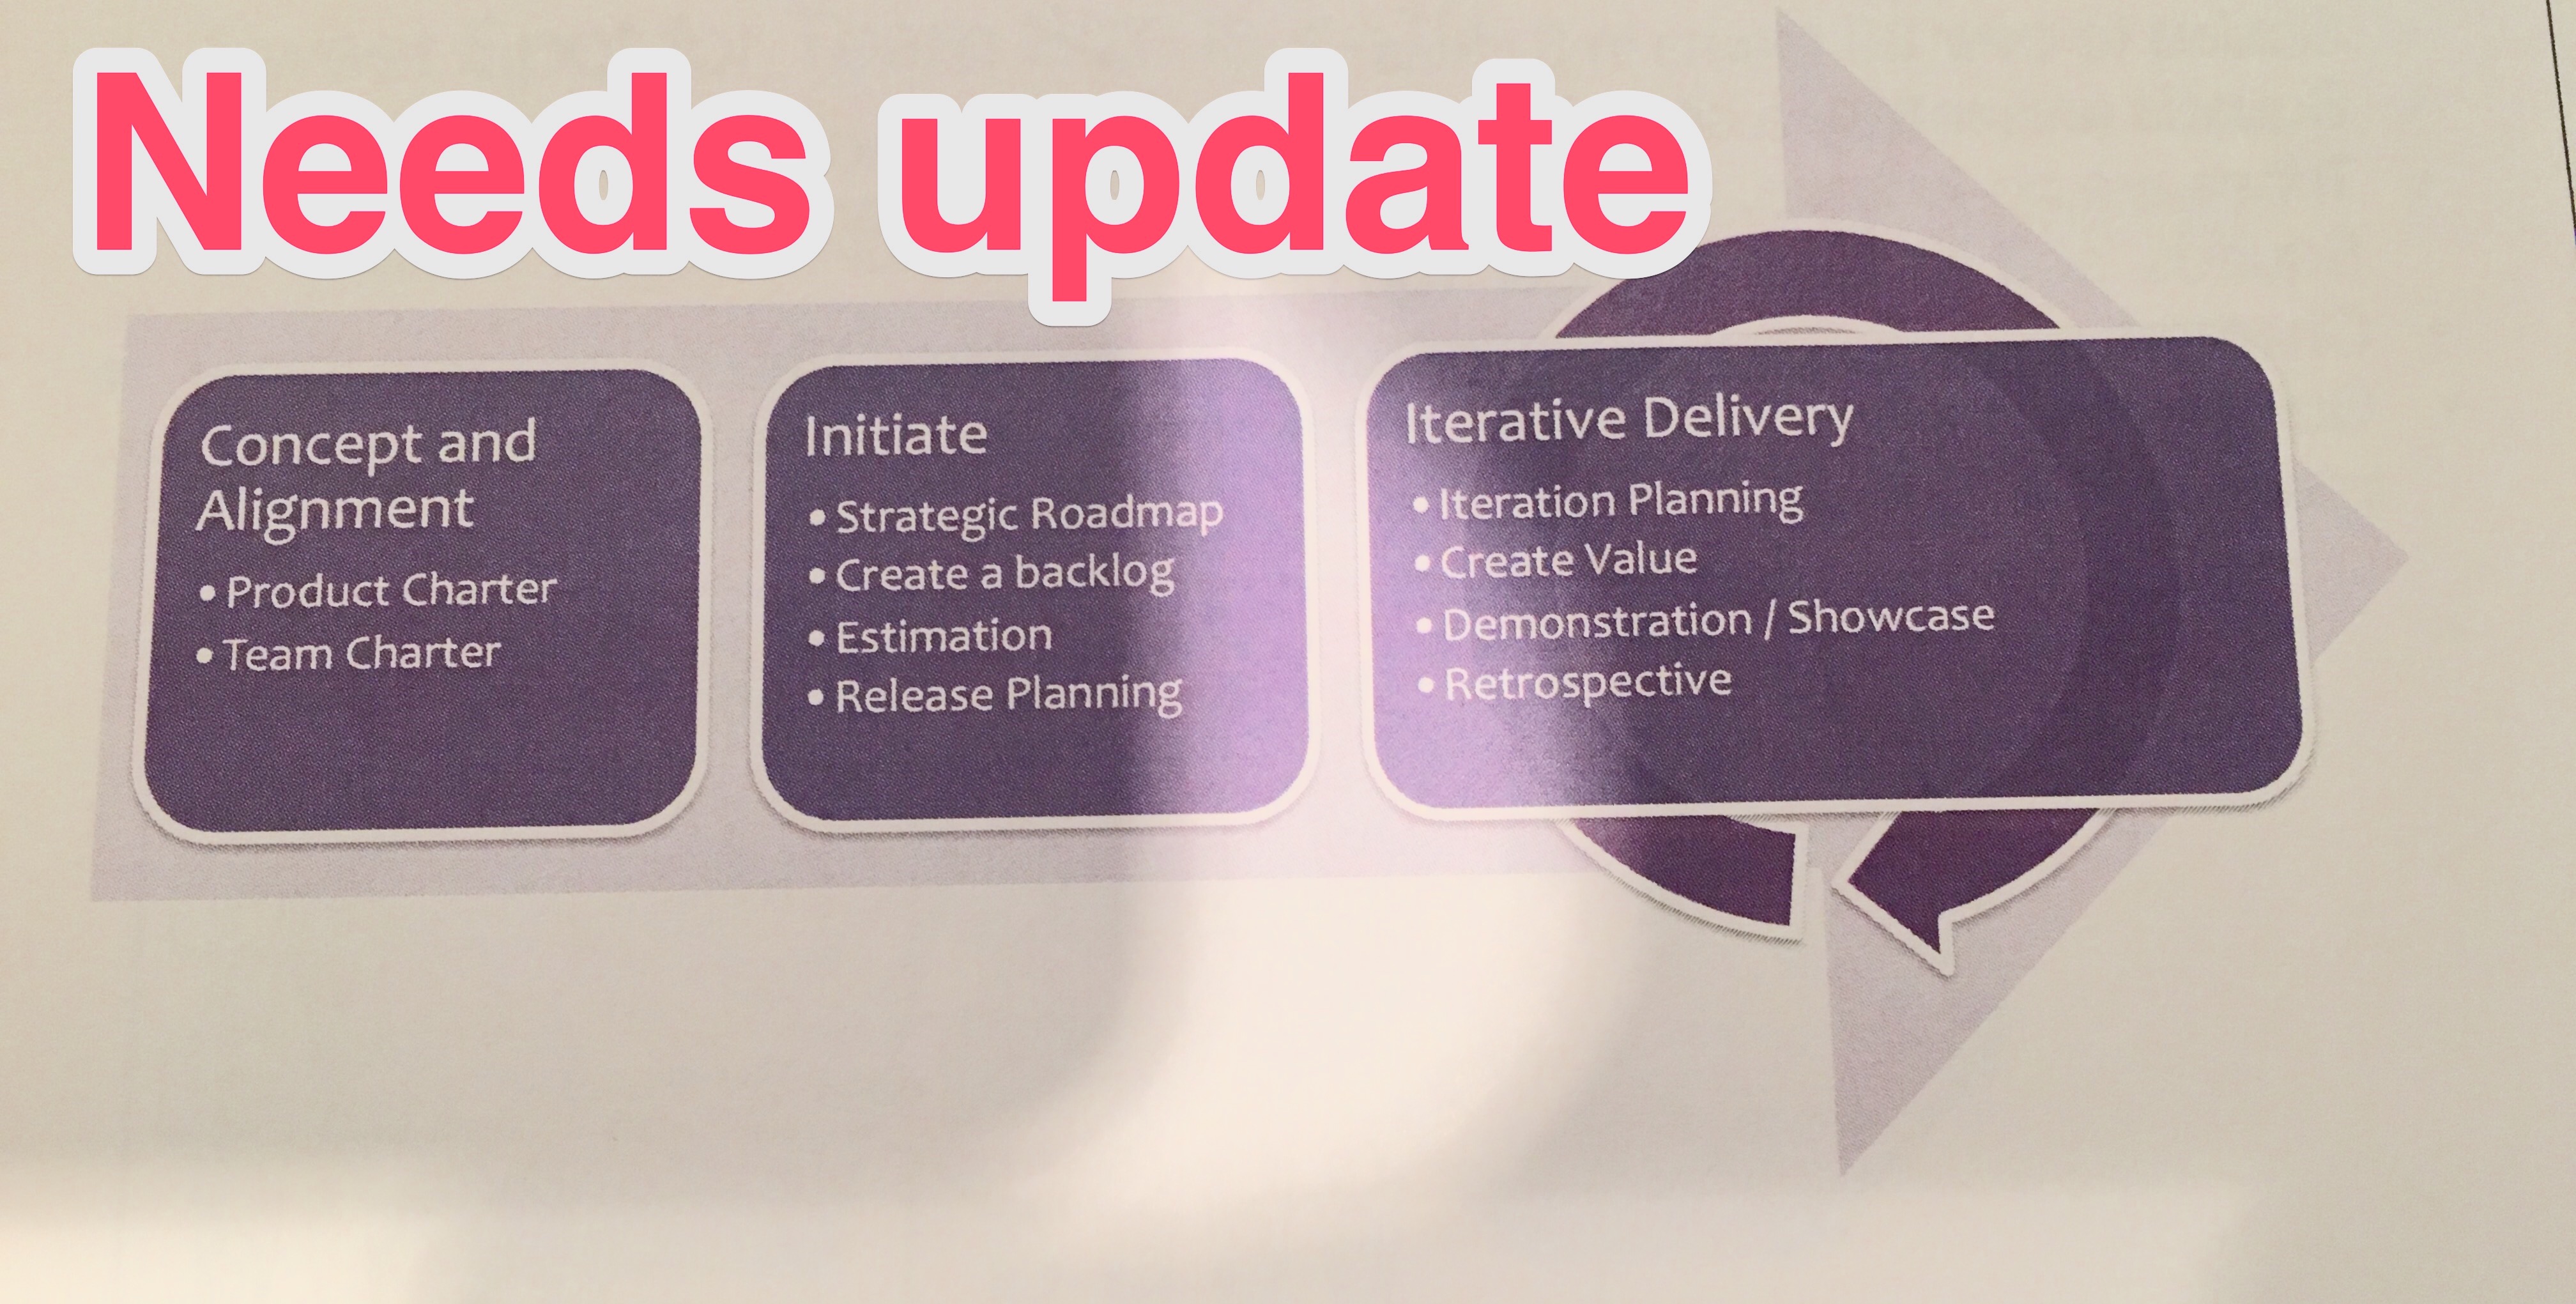 Needs update
Concept and
Alignment
• Product Charter
• Team Charter
Initiate
• Strategic Roadmap
• Create a backlog
• Estimation
• Release Planning
Iterative Delivery
• Iteration Planning
• Create Value
• Demonstration / Showcase
• Retrospective